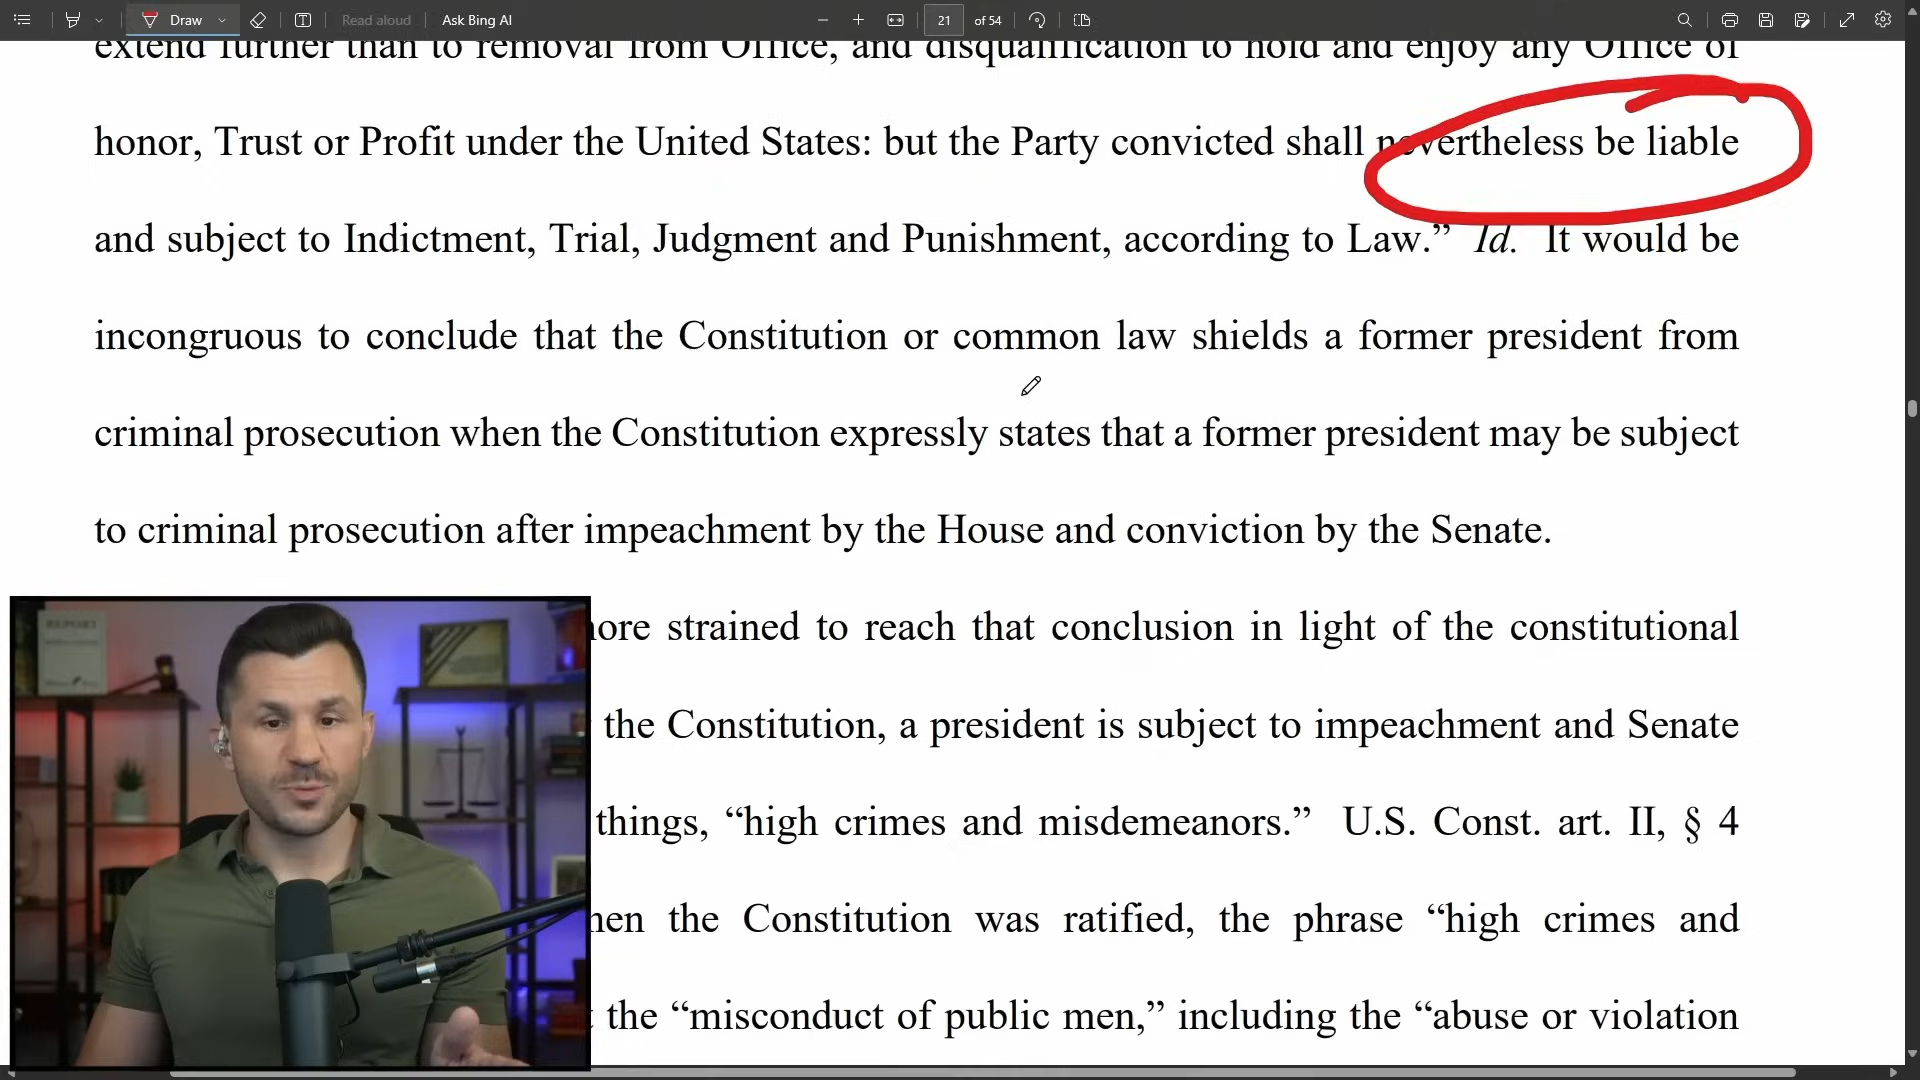 Draw Read aloud Ask Bing AI 21 of 54
extend further than to removal from Office, and disqualification to hold and enjoy any Office of
honor, Trust or Profit under the United States: but the Party convicted shall nevertheless be liable
and subject to Indictment, Trial, Judgment and Punishment, according to Law.” Id. It would be
incongruous to conclude that the Constitution or common law shields a former president from
criminal prosecution when the Constitution expressly states that a former president may be subject
to criminal prosecution after impeachment by the House and conviction by the Senate.
strained to reach that conclusion in light of the constitutional
the Constitution, a president is subject to impeachment and Senate
things, “high crimes and misdemeanors.” U.S. Const. art. II, § 4
the Constitution was ratified, the phrase “high crimes and
the “misconduct of public men,” including the “abuse or violation
REPORT